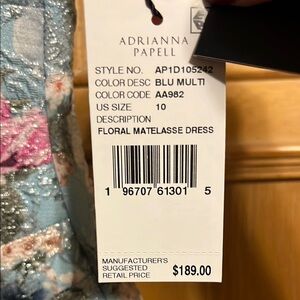 ADRIANNA
PAPELL
STYLE NO. AP1D105242
COLOR DESC BLU MULTI
COLOR CODE AA982
US SIZE 10
DESCRIPTION
FLORAL MATELASSE DRESS
1 96707 61301 5
MANUFACTURER'S
SUGGESTED
RETAIL PRICE $189.00